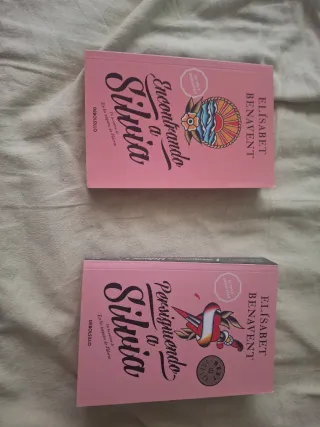 ELÍSABET
BENAVENT
Encontrando
a
Silvia
DEBOLSILLO
ELÍSABET
BENAVENT
Persiguiendo
a
Silvia
DEBOLSILLO